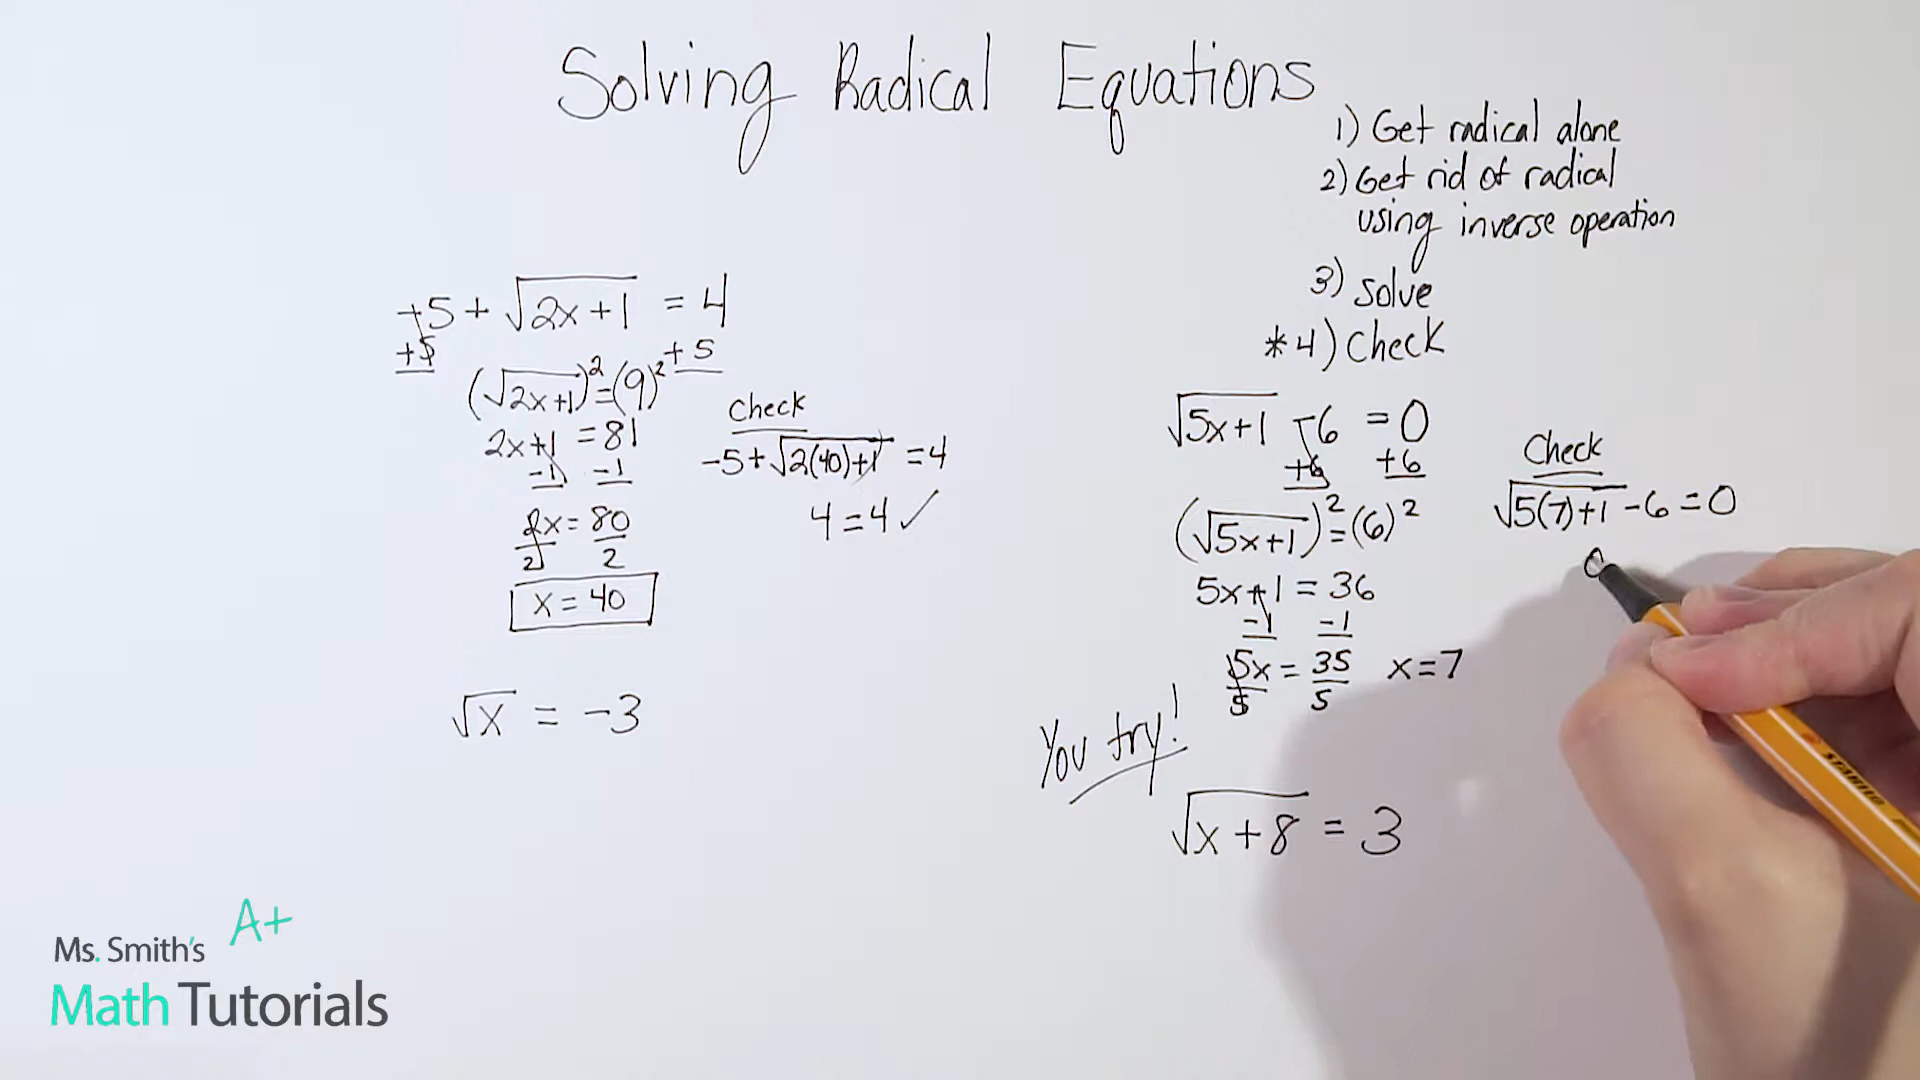 Solving Radical Equations
1) Get radical alone
2) Get rid of radical
using inverse operation
3) Solve
*4) Check
-5 + √2x+1 = 4
+5 +5
(√2x+1)²=(9)²
2x+1 = 81
-1 -1
2x = 80
2 2
x = 40
Check
-5+√2(40)+1 = 4
4 = 4 ✓
√x = -3
√5x+1 -6 = 0
+6 +6
(√5x+1)²=(6)²
5x+1 = 36
-1 -1
5x = 35 x=7
5 5
Check
√5(7)+1 -6 = 0
0
You try!
√x+8 = 3
STABILO
A+
Ms. Smith's
Math Tutorials